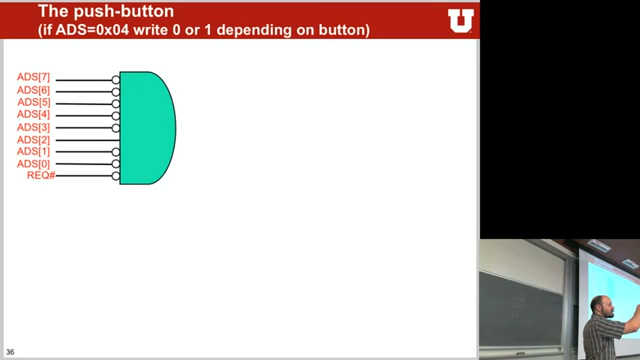 The push-button
(if ADS=0x04 write 0 or 1 depending on button)
U
ADS[7]
ADS[6]
ADS[5]
ADS[4]
ADS[3]
ADS[2]
ADS[1]
ADS[0]
REQ#
36